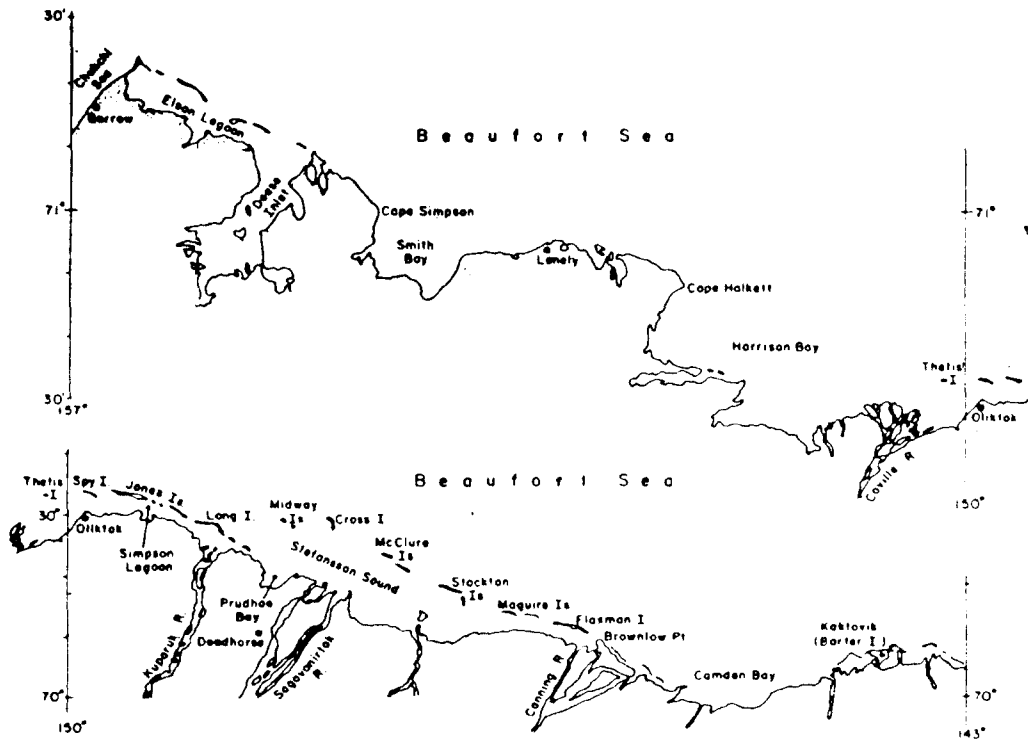 30'
Chukchi
Sea
Barrow
Elson Lagoon
Beaufort Sea
71°
Dease
Inlet
Cape Simpson
Smith
Bay
Lonely
71°
Cape Halkett
Harrison Bay
Thetis
-I
Oliktok
30'
157°
Colville R
150°
Beaufort Sea
Thetis
-I
Spy I.
Jones Is
30'
Oliktok
Simpson
Lagoon
Long I
Midway
Is
Cross I
McClure
Is
Stefansson Sound
Stockton
Is
Maguire Is
Flaxman I
Brownlow Pt
Prudhoe
Bay
Deadhorse
Kuparuk R.
Sagavanirktok
R.
Canning R
Camden Bay
Kaktovik
(Barter I.)
70°
150°
70°
143°